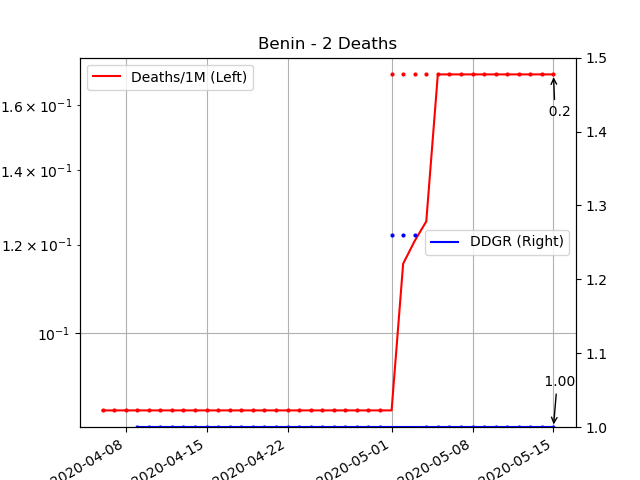 Benin - 2 Deaths
Deaths/1M (Left)
DDGR (Right)
1.6 × 10⁻¹
1.4 × 10⁻¹
1.2 × 10⁻¹
10⁻¹
1.5
1.4
1.3
1.2
1.1
1.0
0.2
1.00
2020-04-08
2020-04-15
2020-04-22
2020-05-01
2020-05-08
2020-05-15